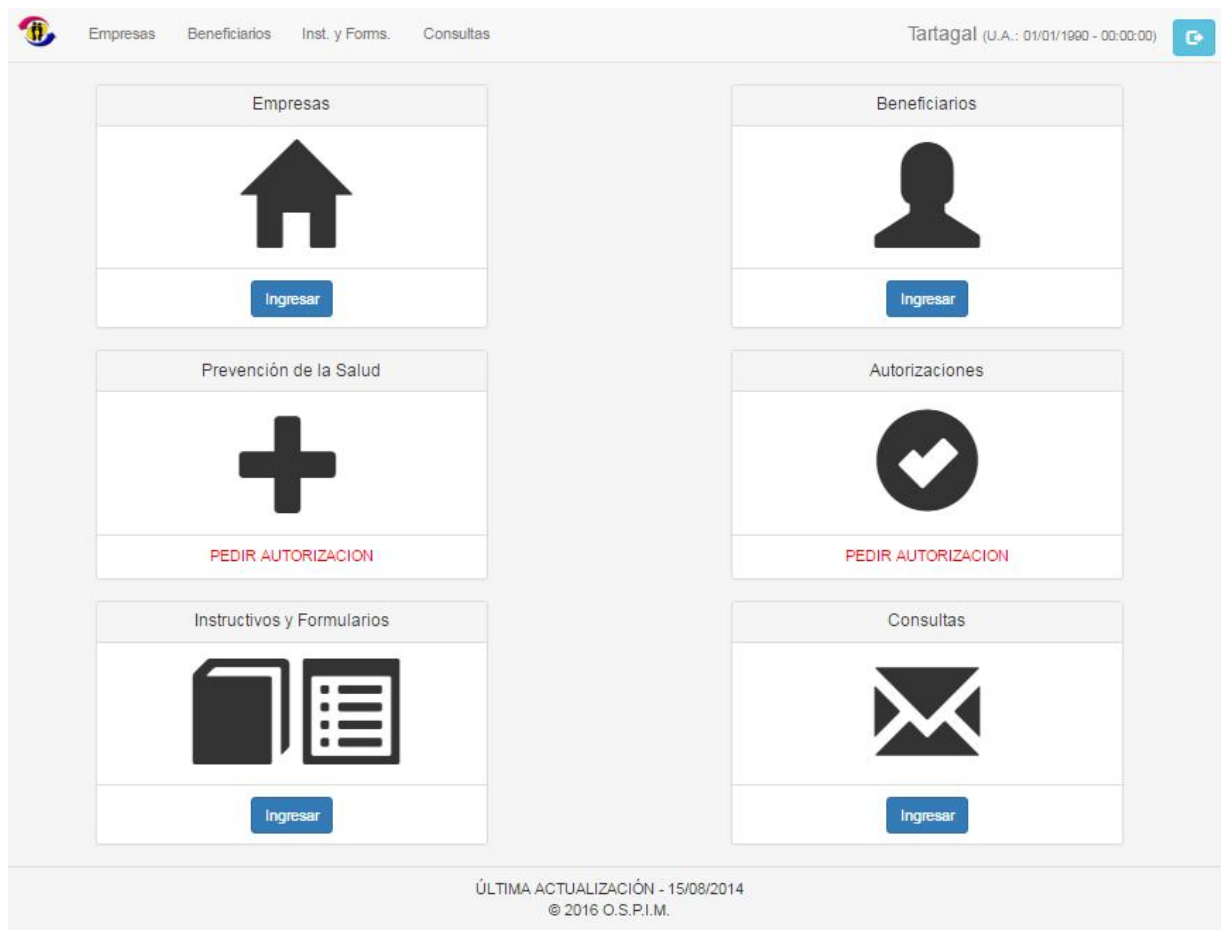 Empresas Beneficiarios Inst. y Forms. Consultas Tartagal (U.A.: 01/01/1990 - 00:00:00)
Empresas
Ingresar
Beneficiarios
Ingresar
Prevención de la Salud
PEDIR AUTORIZACION
Autorizaciones
PEDIR AUTORIZACION
Instructivos y Formularios
Ingresar
Consultas
Ingresar
ÚLTIMA ACTUALIZACIÓN - 15/08/2014
© 2016 O.S.P.I.M.